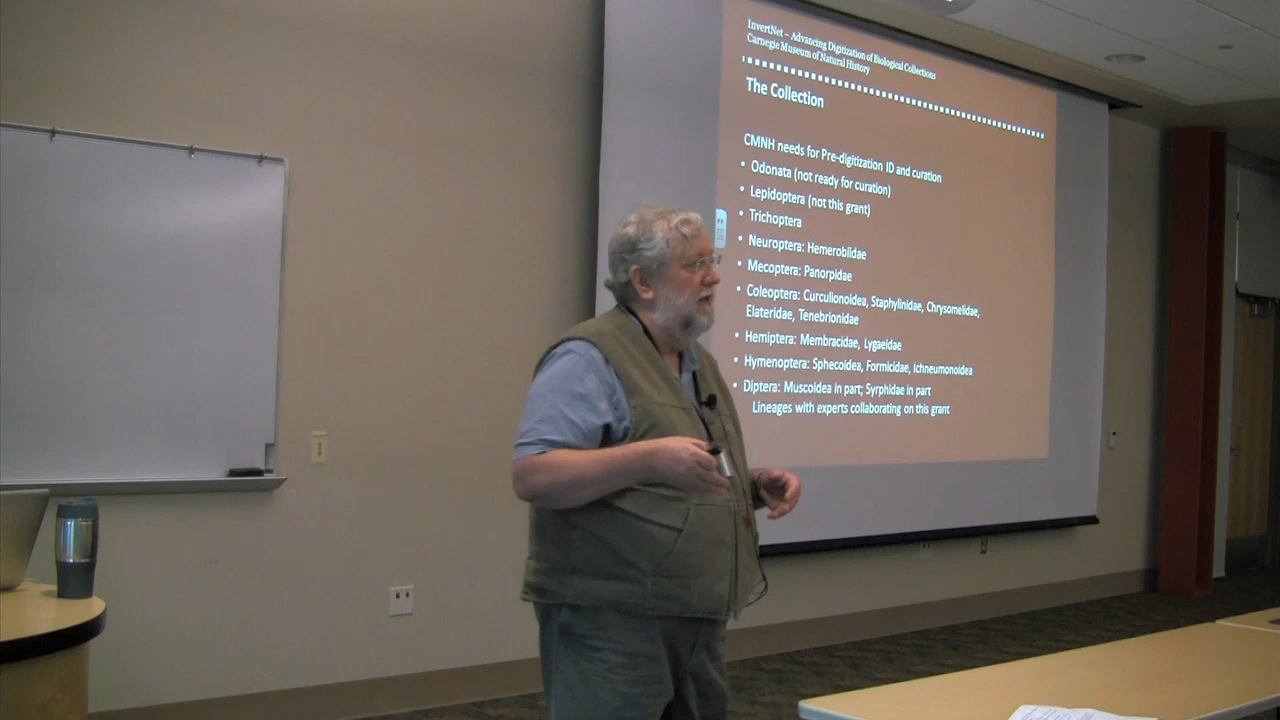 InvertNet – Advancing Digitization of Biological Collections
Carnegie Museum of Natural History
The Collection
CMNH needs for Pre-digitization ID and curation
• Odonata (not ready for curation)
• Lepidoptera (not this grant)
• Trichoptera
• Neuroptera: Hemerobiidae
• Mecoptera: Panorpidae
• Coleoptera: Curculionoidea, Staphylinidae, Chrysomelidae,
Elateridae, Tenebrionidae
• Hemiptera: Membracidae, Lygaeidae
• Hymenoptera: Sphecoidea, Formicidae, Ichneumonoidea
• Diptera: Muscoidea in part; Syrphidae in part
Lineages with experts collaborating on this grant